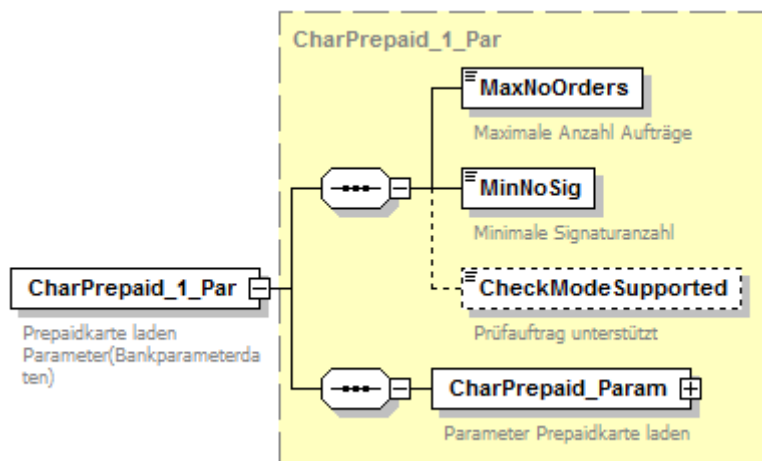 CharPrepaid_1_Par
MaxNoOrders
Maximale Anzahl Aufträge
MinNoSig
Minimale Signaturanzahl
CharPrepaid_1_Par
Prepaidkarte laden
Parameter(Bankparameterda
ten)
CheckModeSupported
Prüfauftrag unterstützt
CharPrepaid_Param
Parameter Prepaidkarte laden